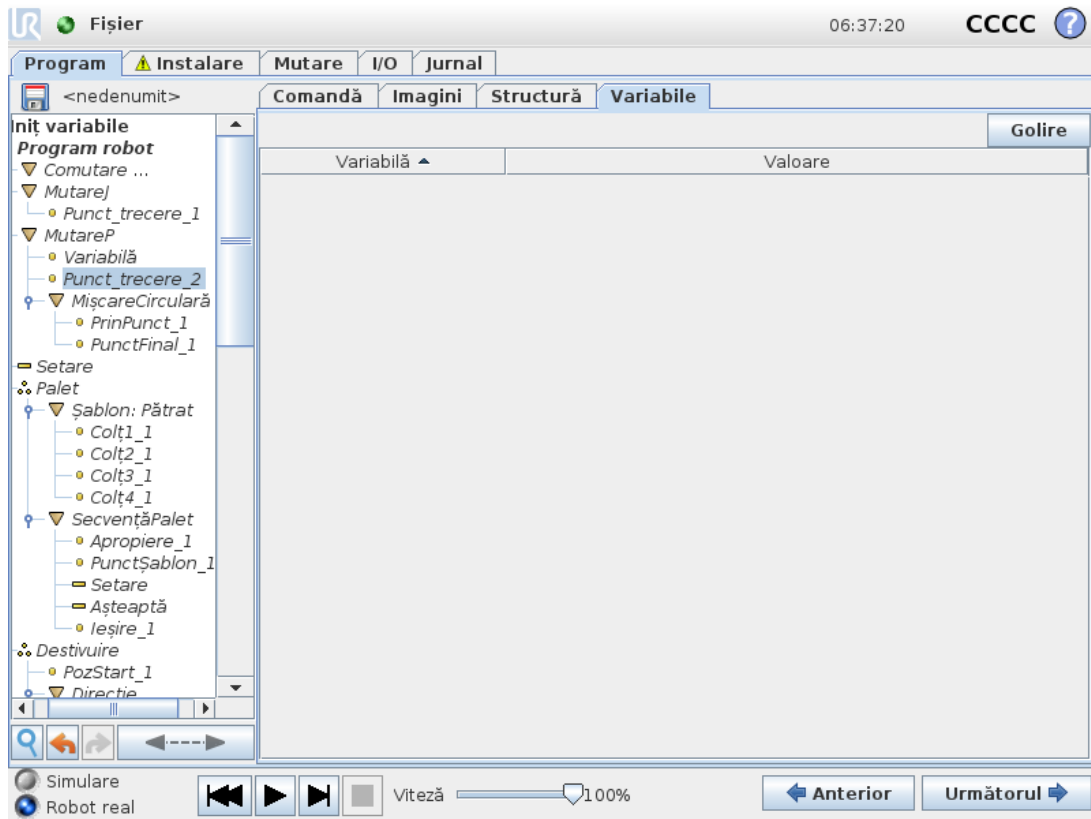 Fișier
06:37:20
CCCC
?
Program
Instalare
Mutare
I/O
Jurnal
<nedenumit>
Comandă
Imagini
Structură
Variabile
Golire
Variabilă
Valoare
Iniț variabile
Program robot
Comutare ...
MutareJ
Punct_trecere_1
MutareP
Variabilă
Punct_trecere_2
MișcareCirculară
PrinPunct_1
PunctFinal_1
Setare
Palet
Șablon: Pătrat
Colț1_1
Colț2_1
Colț3_1
Colț4_1
SecvențăPalet
Apropiere_1
PunctȘablon_1
Setare
Așteaptă
Ieșire_1
Destivuire
PozStart_1
Direcție
Simulare
Robot real
Viteză
100%
Anterior
Următorul